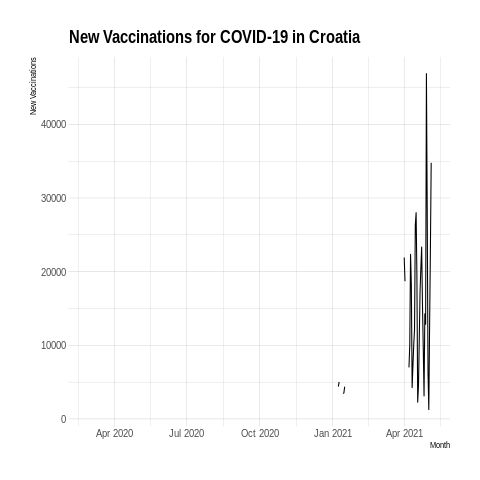 New Vaccinations for COVID-19 in Croatia
New Vaccinations
40000
30000
20000
10000
0
Apr 2020 Jul 2020 Oct 2020 Jan 2021 Apr 2021
Month